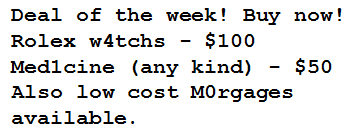 Deal of the week! Buy now!
Rolex w4tchs - $100
Med1cine (any kind) - $50
Also low cost M0rgages
available.